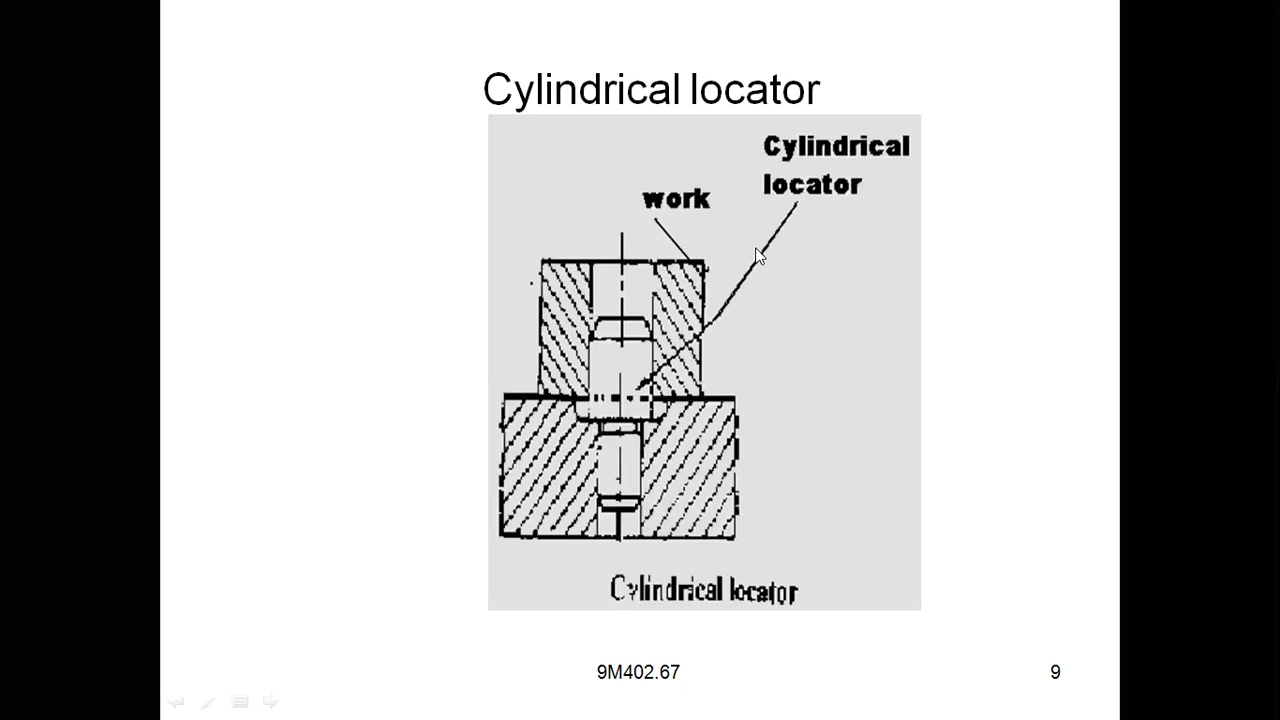 Cylindrical locator
Cylindrical
locator
work
Cylindrical locator
9M402.67
9